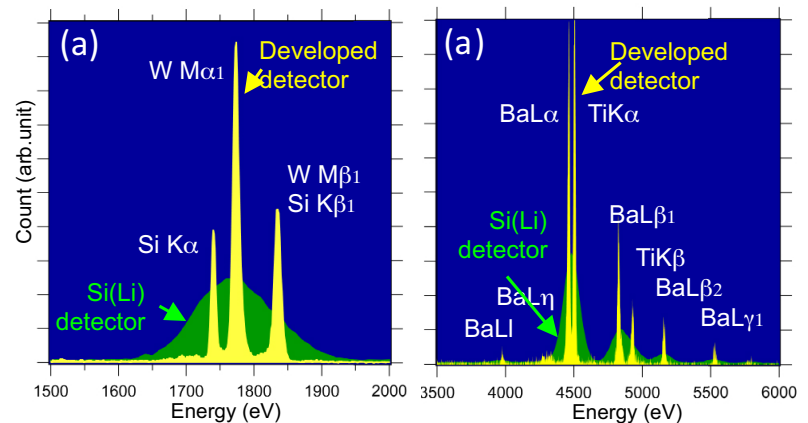 (a)
W Mα1
Developed
detector
W Mβ1
Si Kβ1
Si Kα
Si(Li)
detector
Count (arb.unit)
1500 1600 1700 1800 1900 2000
Energy (eV)
(a)
Developed
detector
BaLα TiKα
Si(Li)
detector
BaLβ1
TiKβ
BaLβ2
BaLη
BaLl
BaLγ1
3500 4000 4500 5000 5500 6000
Energy (eV)